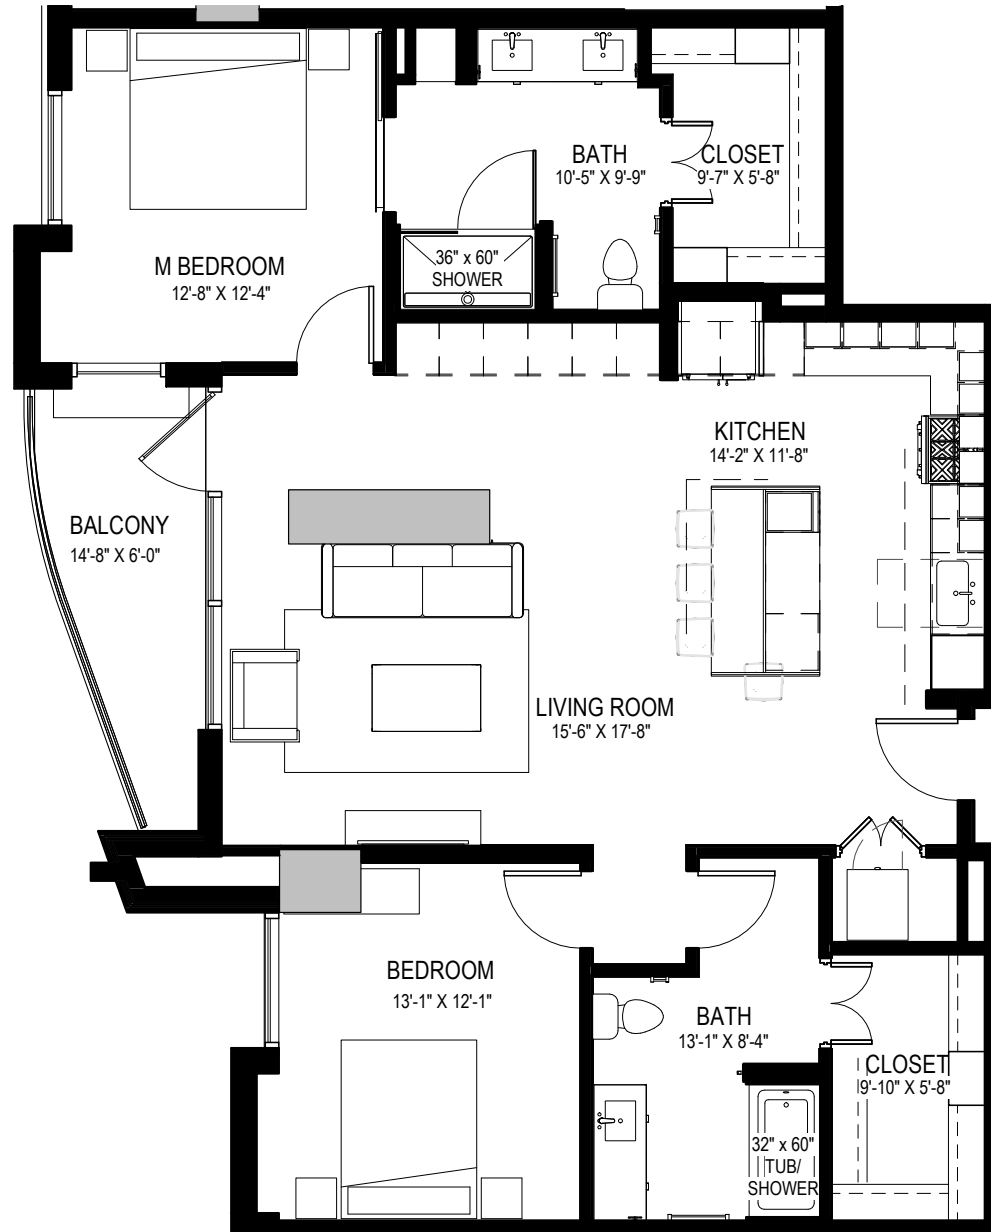 BATH
10'-5" X 9'-9"
CLOSET
9'-7" X 5'-8"
M BEDROOM
12'-8" X 12'-4"
36" x 60"
SHOWER
KITCHEN
14'-2" X 11'-8"
BALCONY
14'-8" X 6'-0"
LIVING ROOM
15'-6" X 17'-8"
BEDROOM
13'-1" X 12'-1"
BATH
13'-1" X 8'-4"
CLOSET
9'-10" X 5'-8"
32" x 60"
TUB/
SHOWER